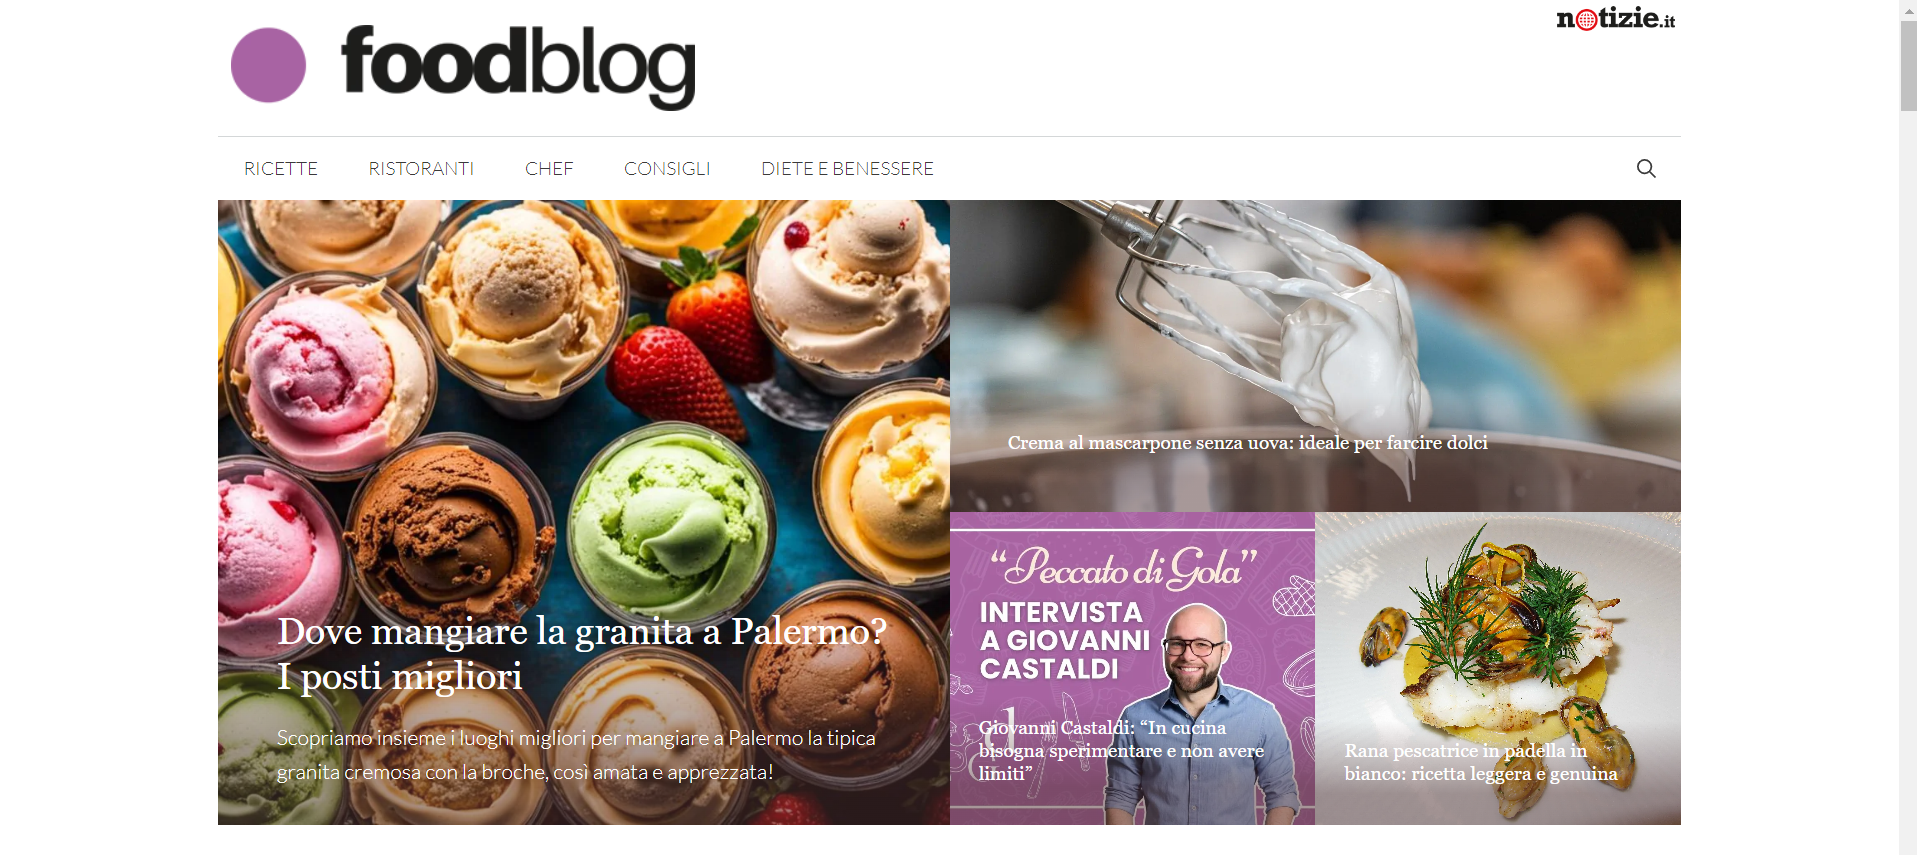 notizie.it
foodblog
RICETTE
RISTORANTI
CHEF
CONSIGLI
DIETE E BENESSERE
Dove mangiare la granita a Palermo?
I posti migliori
Scopriamo insieme i luoghi migliori per mangiare a Palermo la tipica
granita cremosa con la broche, così amata e apprezzata!
Crema al mascarpone senza uova: ideale per farcire dolci
“Peccato di Gola”
INTERVISTA
A GIOVANNI
CASTALDI
Giovanni Castaldi: “In cucina
bisogna sperimentare e non avere
limiti”
Rana pescatrice in padella in
bianco: ricetta leggera e genuina